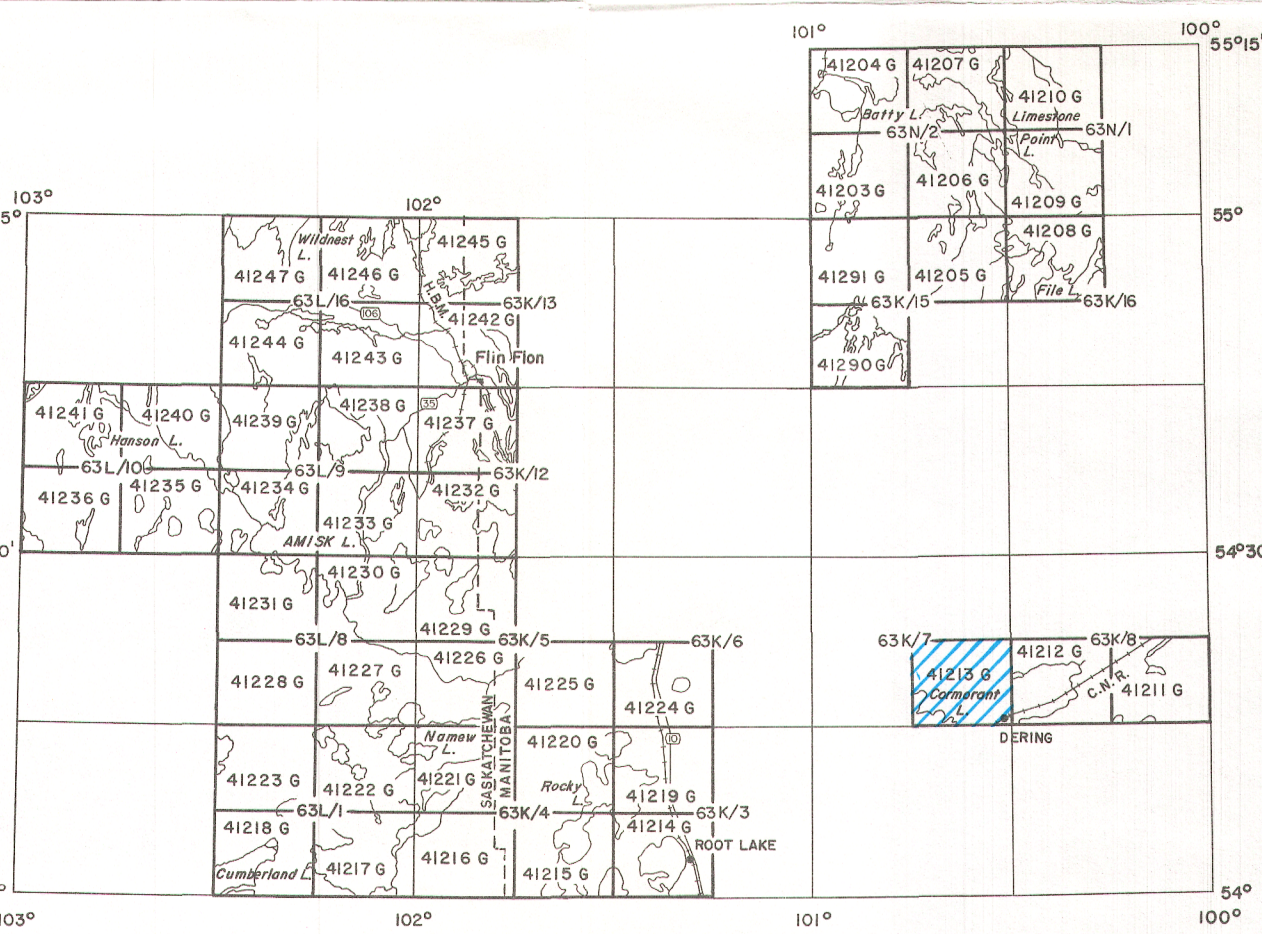 101°
100°
55°15'
41204 G
41207 G
41210 G
Batty L.
Limestone
Point
L.
63N/2
63N/1
41203 G
41206 G
41209 G
103°
102°
5°
55°
Wildnest
L.
41245 G
41208 G
41247 G
41246 G
41291 G
41205 G
File L.
H.B.M.
63L/16
63K/13
63K/15
63K/16
106
41242 G
41244 G
41243 G
Flin Flon
41290 G
41241 G
41240 G
41239 G
41238 G
35
41237 G
Hanson L.
63L/10
63L/9
63K/12
41236 G
41235 G
41234 G
41232 G
41233 G
AMISK L.
0'
54°30
41230 G
41231 G
41229 G
63L/8
63K/5
63K/6
63K/7
63K/8
41228 G
41227 G
41226 G
41225 G
41224 G
41213 G
Cormorant
L.
41212 G
C.N.R.
41211 G
DERING
SASKATCHEWAN
MANITOBA
Namew
L.
41220 G
10
41223 G
41222 G
41221 G
Rocky
L.
41219 G
63L/1
63K/4
63K/3
41218 G
41214 G
ROOT LAKE
Cumberland L.
41217 G
41216 G
41215 G
°
54°
103°
102°
101°
100°